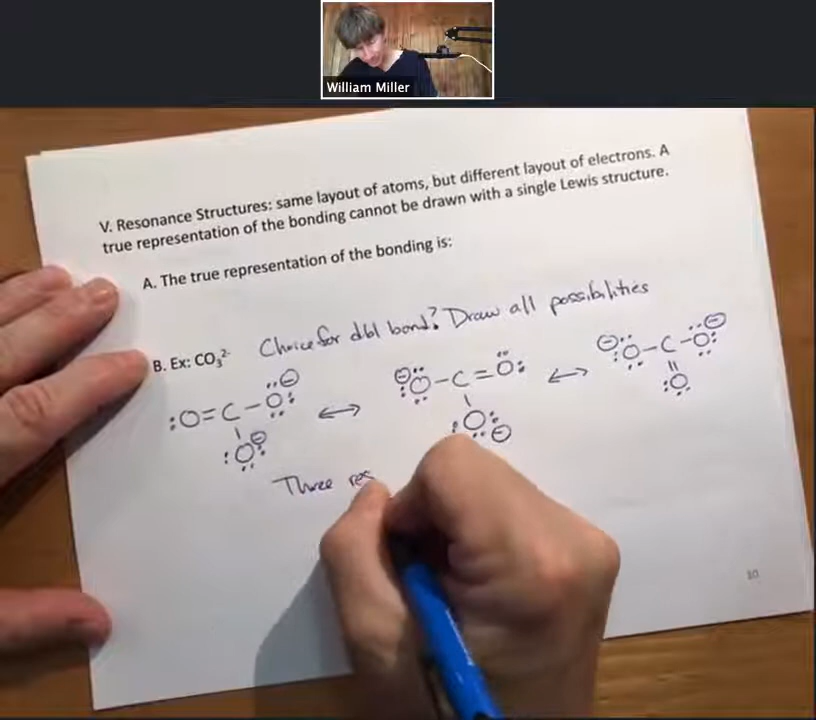 William Miller
V. Resonance Structures: same layout of atoms, but different layout of electrons. A
true representation of the bonding cannot be drawn with a single Lewis structure.
A. The true representation of the bonding is:
B. Ex: CO₃²⁻ Choice for dbl bond? Draw all possibilities
:O=C-O: ⊖ ↔ ⊖ :O-C=O: ↔ ⊖ :O-C-O: ⊖
:O: ⊖ :O: ⊖ :O:
Three res
10